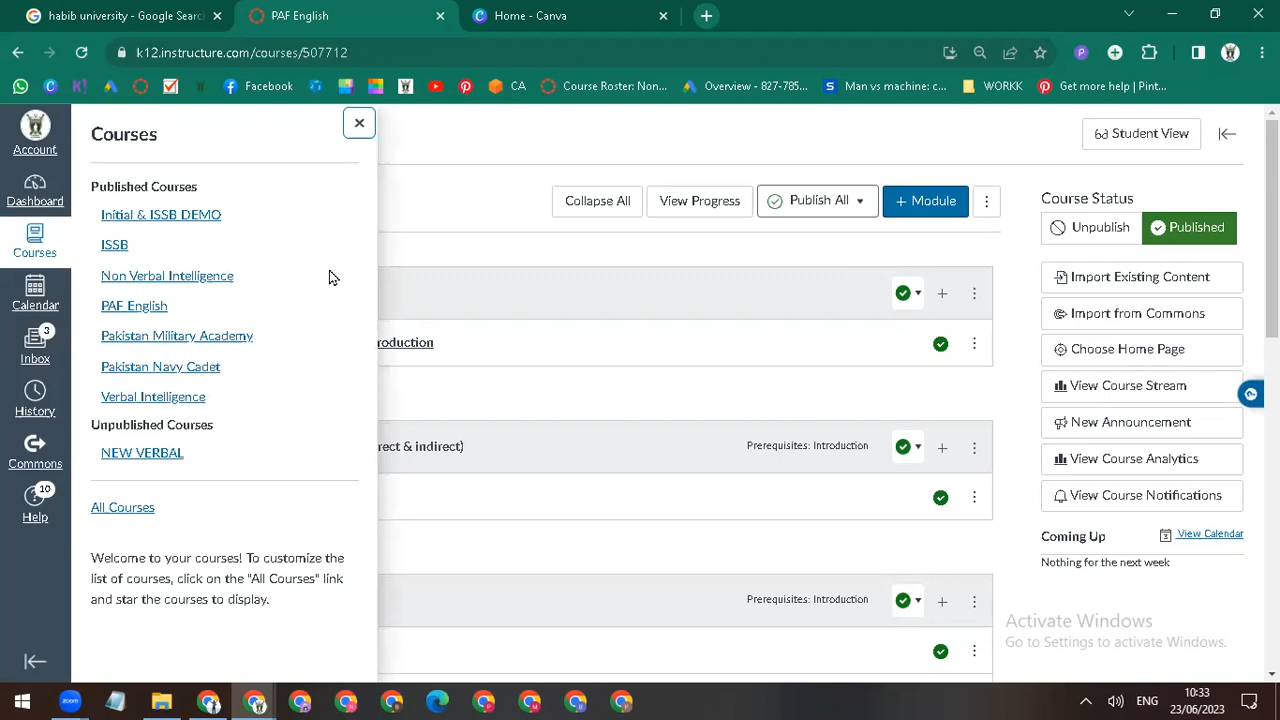 habib university - Google Searc
PAF English
Home - Canva
k12.instructure.com/courses/507712
Facebook
CA
Course Roster: Non...
Overview - 827-785...
Man vs machine: c...
WORKK
Get more help | Pint...
Account
Dashboard
Courses
Calendar
3
Inbox
History
Commons
10
Help
Courses
Published Courses
Initial & ISSB DEMO
ISSB
Non Verbal Intelligence
PAF English
Pakistan Military Academy
Pakistan Navy Cadet
Verbal Intelligence
Unpublished Courses
NEW VERBAL
All Courses
Welcome to your courses! To customize the
list of courses, click on the "All Courses" link
and star the courses to display.
Student View
Collapse All
View Progress
Publish All
+ Module
roduction
rect & indirect)
Prerequisites: Introduction
Prerequisites: Introduction
Course Status
Unpublish
Published
Import Existing Content
Import from Commons
Choose Home Page
View Course Stream
New Announcement
View Course Analytics
View Course Notifications
Coming Up
View Calendar
Nothing for the next week
Activate Windows
Go to Settings to activate Windows.
zoom
ENG
10:33
23/06/2023